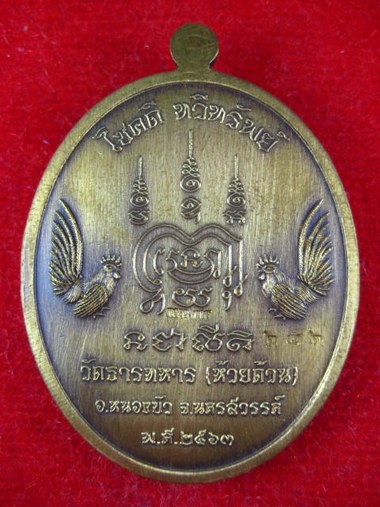 โชคดี ทวีทรัพย์
๒๔๒
วัดธารทหาร (ห้วยด้วน)
อ.หนองบัว จ.นครสวรรค์
พ.ศ.๒๕๖๓